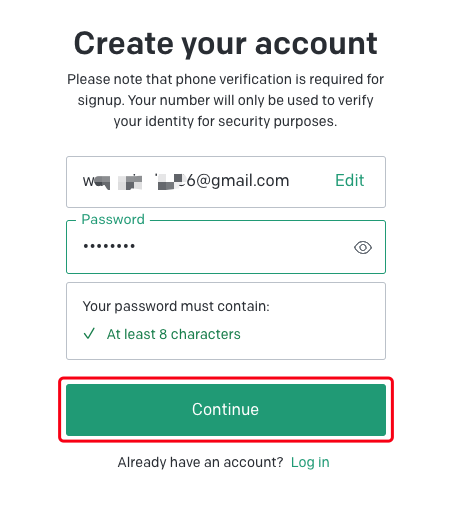 Create your account
Please note that phone verification is required for
signup. Your number will only be used to verify
your identity for security purposes.
6@gmail.com Edit
Password
••••••••
Your password must contain:
✓ At least 8 characters
Continue
Already have an account? Log in